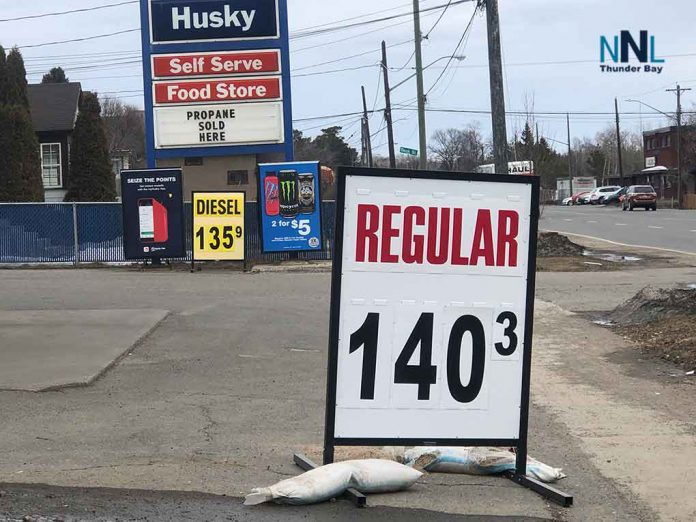 Husky
Self Serve
Food Store
PROPANE
SOLD
HERE
NNL
Thunder Bay
SEIZE THE POINTS
DIESEL
135⁹
MONSTER
2 for $5
REGULAR
140³